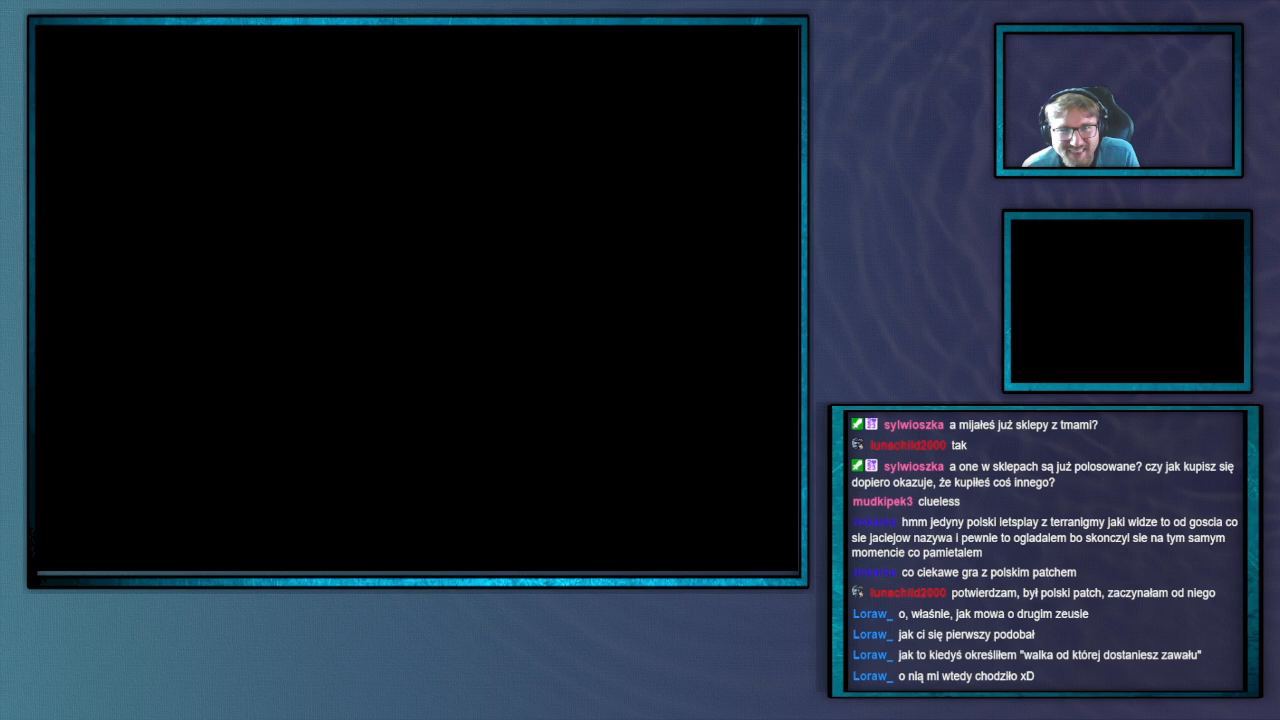 sylwioszka a mijałeś już sklepy z tmami?
lunachild2000 tak
sylwioszka a one w sklepach są już polosowane? czy jak kupisz się
dopiero okazuje, że kupiłeś coś innego?
mudkipek3 clueless
hmm jedyny polski letsplay z terranigmy jaki widze to od goscia co
sie jaciejow nazywa i pewnie to ogladalem bo skonczyl sie na tym samym
momencie co pamietalem
co ciekawe gra z polskim patchem
lunachild2000 potwierdzam, był polski patch, zaczynałam od niego
Loraw_ o, właśnie, jak mowa o drugim zeusie
Loraw_ jak ci się pierwszy podobał
Loraw_ jak to kiedyś określiłem "walka od której dostaniesz zawału"
Loraw_ o nią mi wtedy chodziło xD